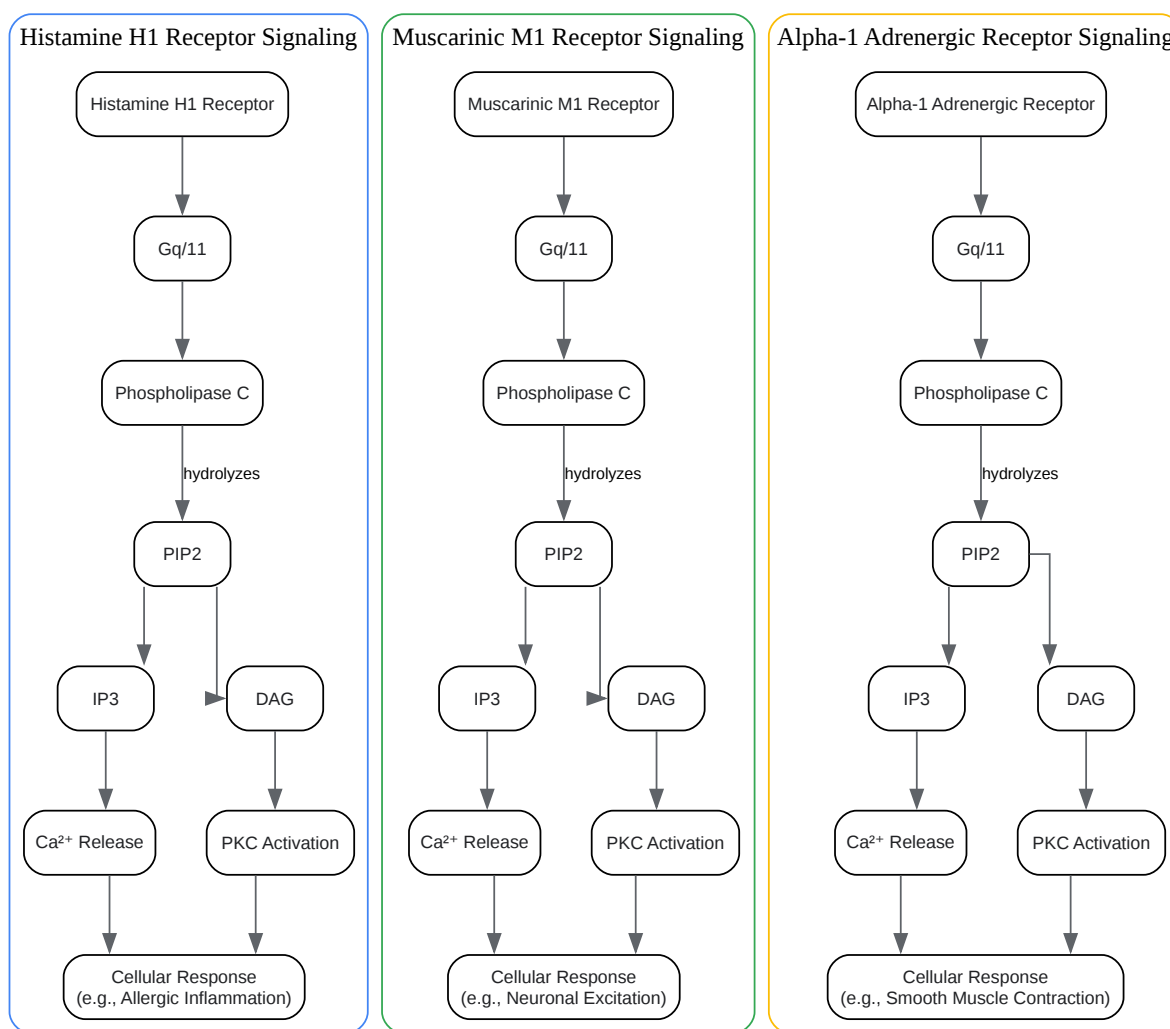 Histamine H1 Receptor Signaling
Histamine H1 Receptor
Gq/11
Phospholipase C
hydrolyzes
PIP2
IP3
DAG
Ca²⁺ Release
PKC Activation
Cellular Response
(e.g., Allergic Inflammation)
Muscarinic M1 Receptor Signaling
Muscarinic M1 Receptor
Gq/11
Phospholipase C
hydrolyzes
PIP2
IP3
DAG
Ca²⁺ Release
PKC Activation
Cellular Response
(e.g., Neuronal Excitation)
Alpha-1 Adrenergic Receptor Signaling
Alpha-1 Adrenergic Receptor
Gq/11
Phospholipase C
hydrolyzes
PIP2
IP3
DAG
Ca²⁺ Release
PKC Activation
Cellular Response
(e.g., Smooth Muscle Contraction)